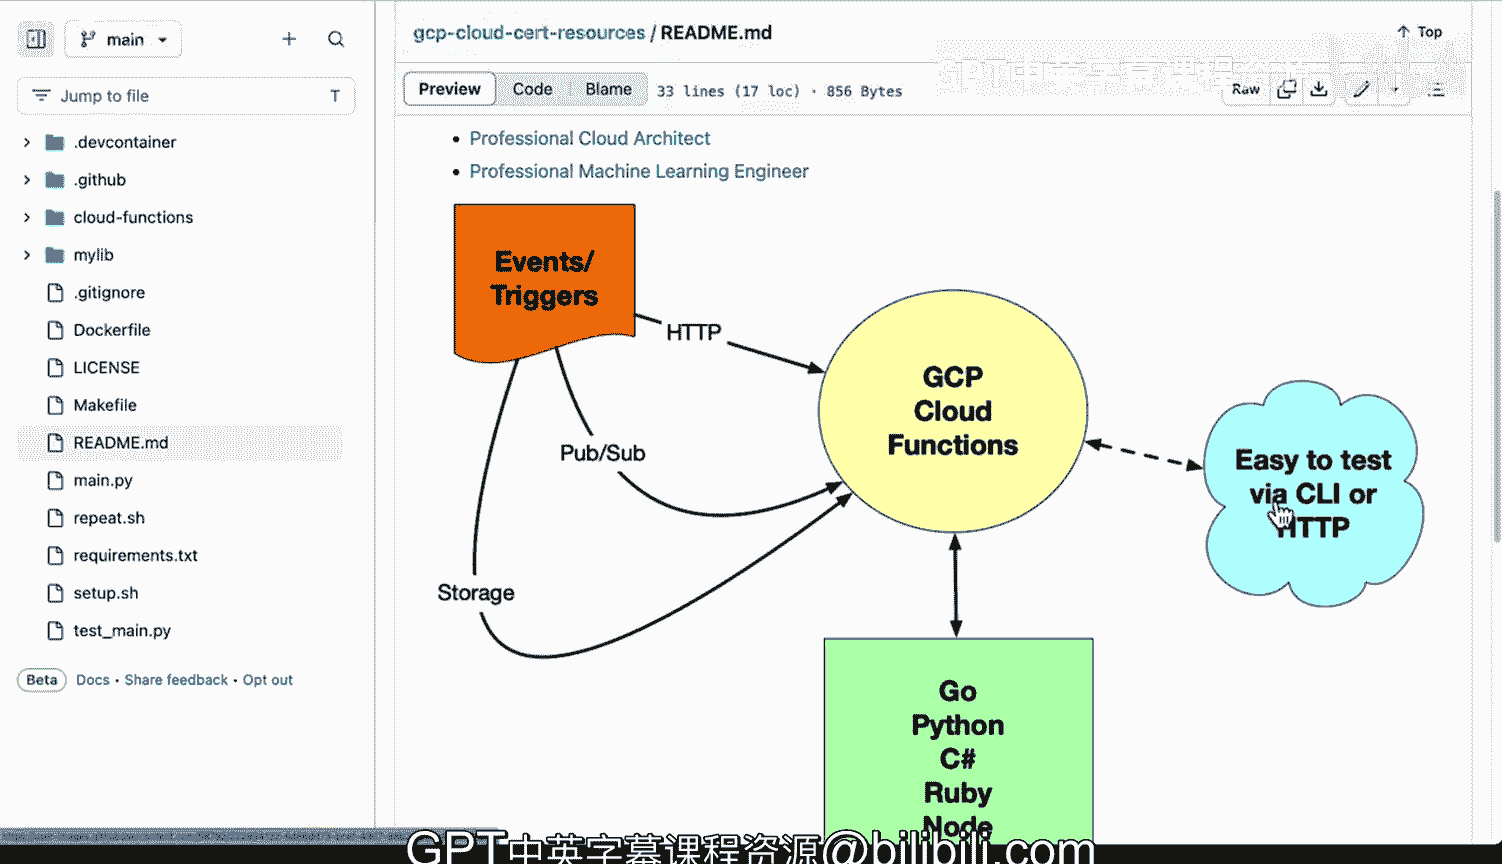 main
Jump to file
T
.devcontainer
.github
cloud-functions
mylib
.gitignore
Dockerfile
LICENSE
Makefile
README.md
main.py
repeat.sh
requirements.txt
setup.sh
test_main.py
Beta Docs • Share feedback • Opt out
gcp-cloud-cert-resources / README.md
Top
Preview Code Blame 33 lines (17 loc) · 856 Bytes
Raw
• Professional Cloud Architect
• Professional Machine Learning Engineer
Events/
Triggers
HTTP
Pub/Sub
Storage
GCP
Cloud
Functions
Easy to test
via CLI or
HTTP
Go
Python
C#
Ruby
Node
GPT中英字幕课程资源@bilibili.com